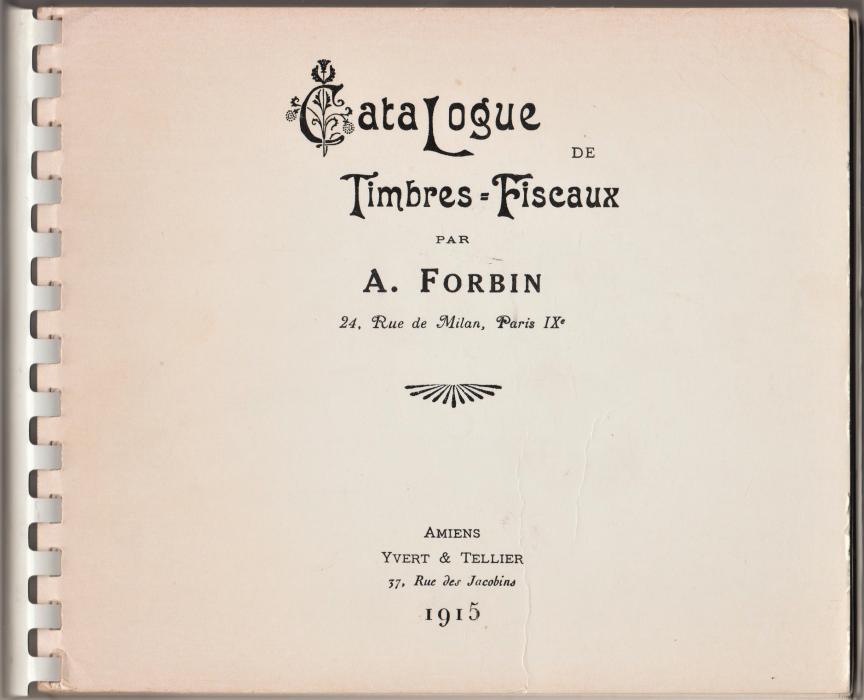 Catalogue
DE
Timbres=Fiscaux
PAR
A. FORBIN
24, Rue de Milan, Paris IXe
AMIENS
YVERT & TELLIER
37, Rue des Jacobins
1915